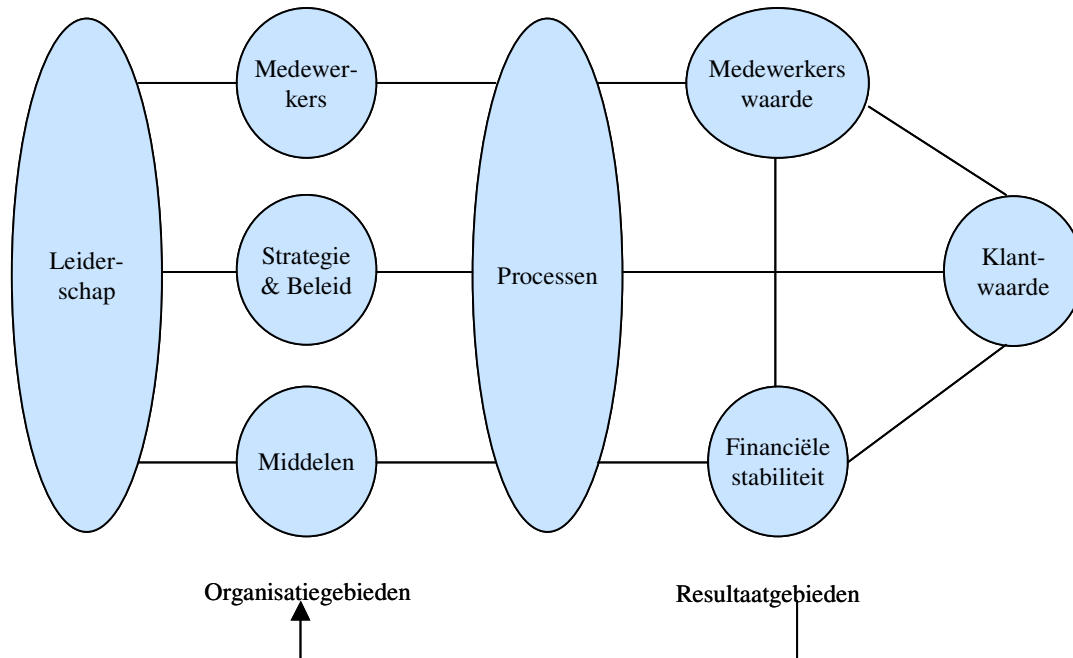 Leider-
schap
Medewer-
kers
Strategie
& Beleid
Middelen
Processen
Medewerkers
waarde
Financiële
stabiliteit
Klant-
waarde
Organisatiegebieden
Resultaatgebieden